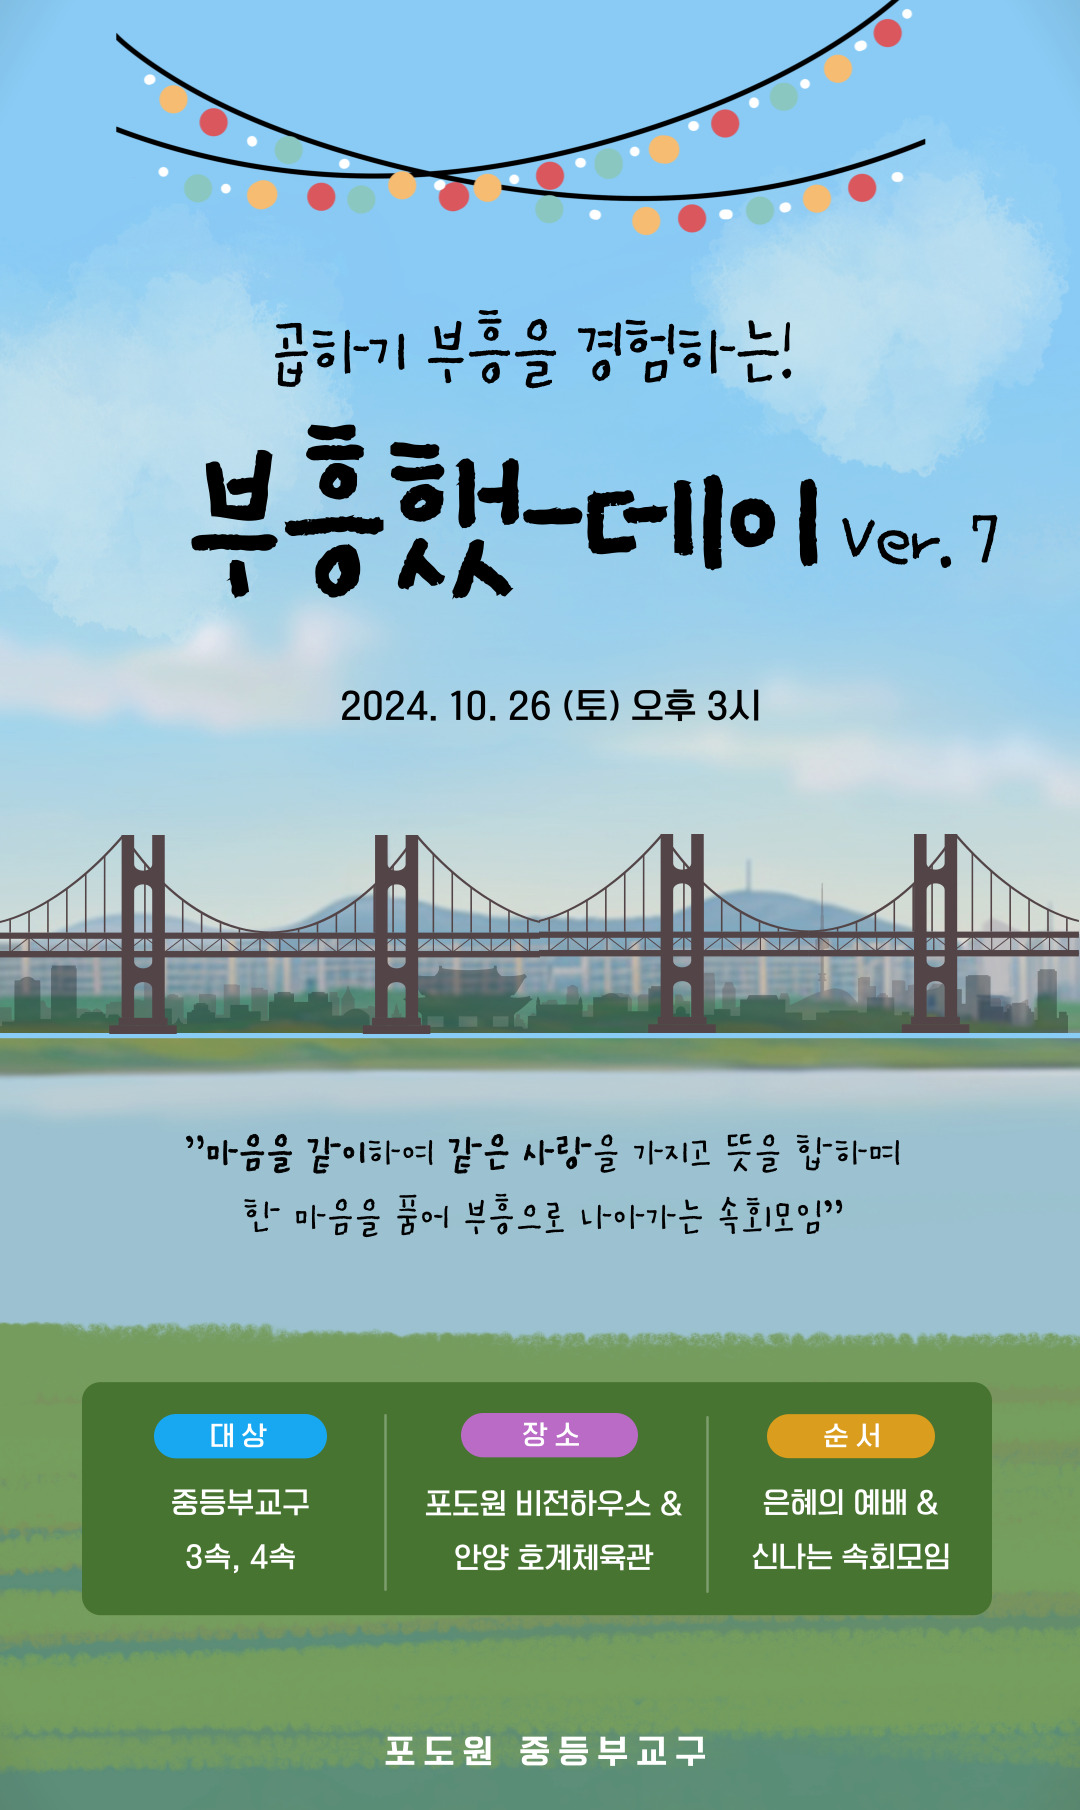 곱하기 부흥을 경험하는!
부흥했데이 Ver. 7
2024. 10. 26 (토) 오후 3시
”마음을 같이하여 같은 사랑을 가지고 뜻을 합하며
한 마음을 품어 부흥으로 나아가는 속회모임”
대상
중등부교구
3속, 4속
장소
포도원 비전하우스 &
안양 호계체육관
순서
은혜의 예배 &
신나는 속회모임
포도원 중등부교구